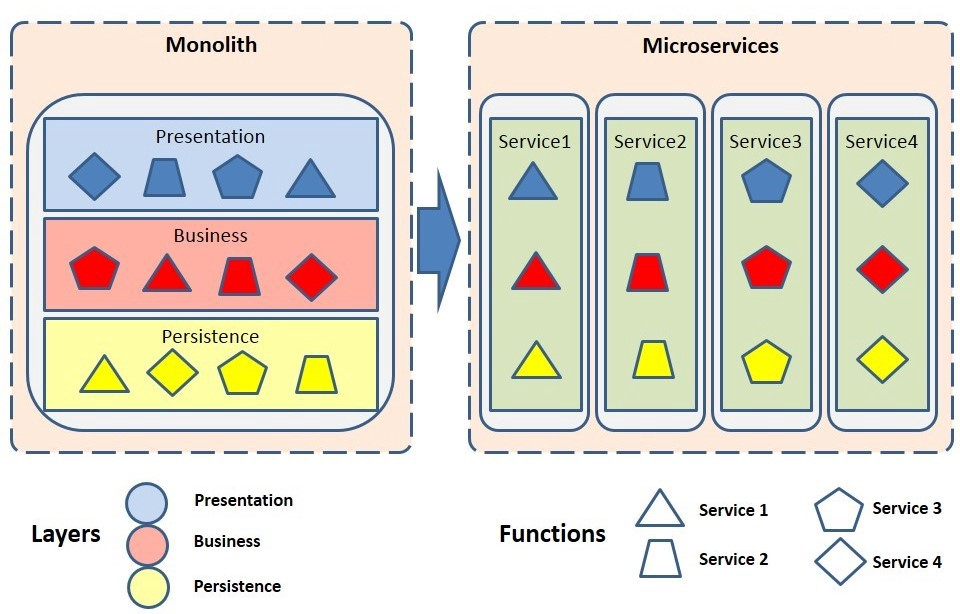 Monolith
Microservices
Presentation
Business
Persistence
Service1
Service2
Service3
Service4
Layers
Presentation
Business
Persistence
Functions
Service 1
Service 2
Service 3
Service 4